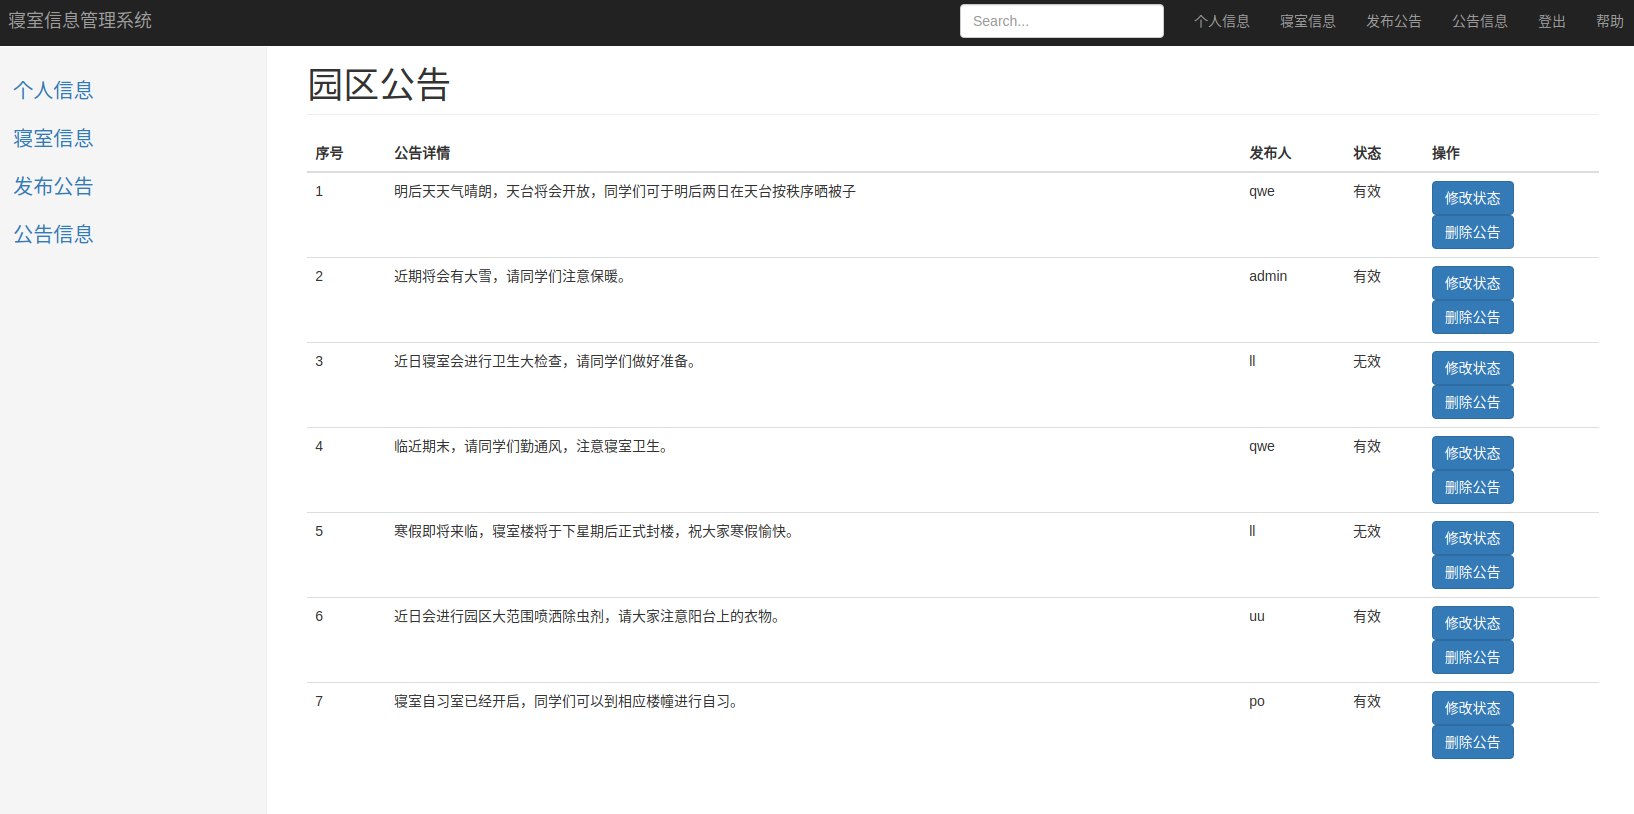 寝室信息管理系统
Search...
个人信息
寝室信息
发布公告
公告信息
登出
帮助
个人信息
寝室信息
发布公告
公告信息
园区公告
序号 公告详情 发布人 状态 操作
1 明后天天气晴朗，天台将会开放，同学们可于明后两日在天台按秩序晒被子 qwe 有效 修改状态
删除公告
2 近期将会有大雪，请同学们注意保暖。 admin 有效 修改状态
删除公告
3 近日寝室会进行卫生大检查，请同学们做好准备。 ll 无效 修改状态
删除公告
4 临近期末，请同学们勤通风，注意寝室卫生。 qwe 有效 修改状态
删除公告
5 寒假即将来临，寝室楼将于下星期后正式封楼，祝大家寒假愉快。 ll 无效 修改状态
删除公告
6 近日会进行园区大范围喷洒除虫剂，请大家注意阳台上的衣物。 uu 有效 修改状态
删除公告
7 寝室自习室已经开启，同学们可以到相应楼幢进行自习。 po 有效 修改状态
删除公告